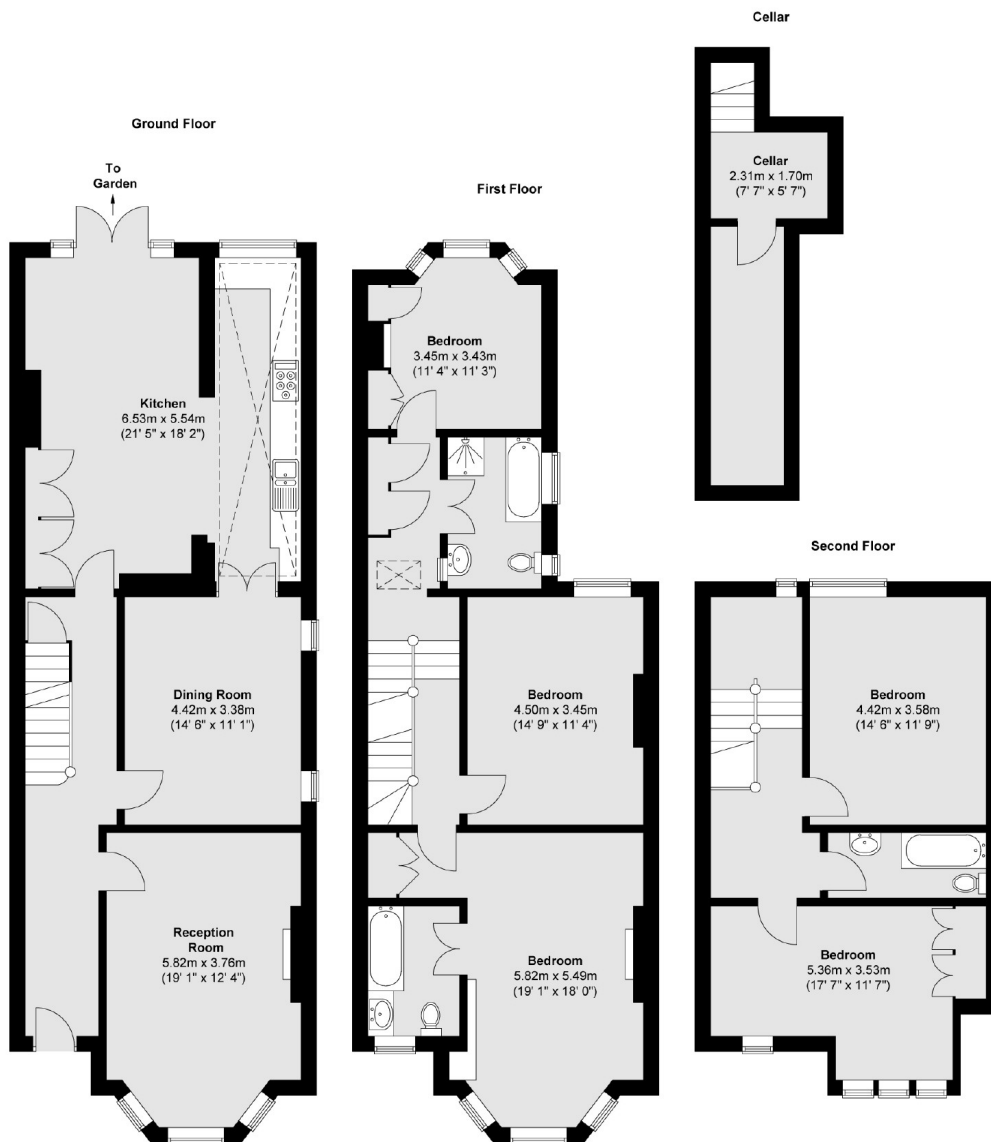 Cellar
Ground Floor
To
Garden
First Floor
Cellar
2.31m x 1.70m
(7' 7" x 5' 7")
Bedroom
3.45m x 3.43m
(11' 4" x 11' 3")
Kitchen
6.53m x 5.54m
(21' 5" x 18' 2")
Second Floor
Dining Room
4.42m x 3.38m
(14' 6" x 11' 1")
Bedroom
4.50m x 3.45m
(14' 9" x 11' 4")
Bedroom
4.42m x 3.58m
(14' 6" x 11' 9")
Reception
Room
5.82m x 3.76m
(19' 1" x 12' 4")
Bedroom
5.82m x 5.49m
(19' 1" x 18' 0")
Bedroom
5.36m x 3.53m
(17' 7" x 11' 7")